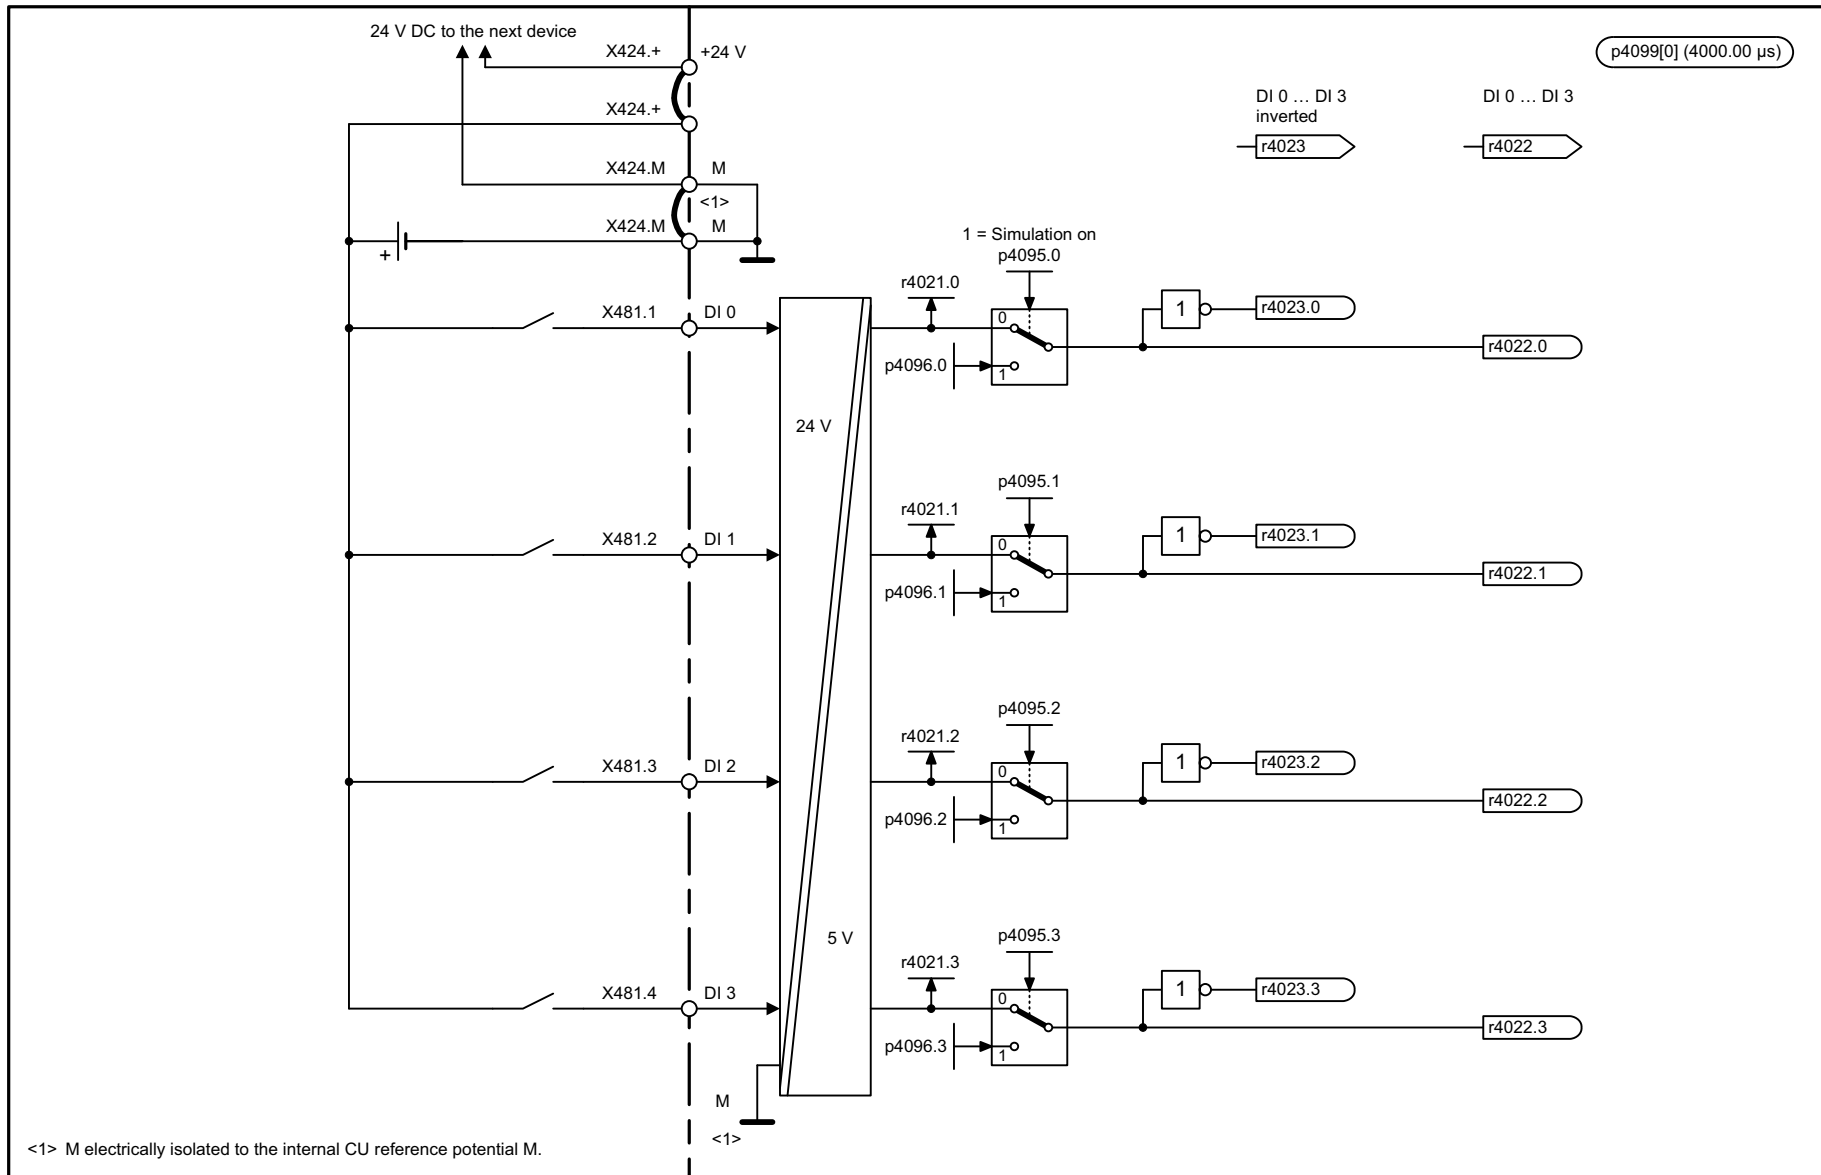 24 V DC to the next device
X424.+
+24 V
p4099[0] (4000.00 µs)
X424.+
DI 0 … DI 3
inverted
DI 0 … DI 3
r4023
r4022
X424.M
M
<1>
X424.M
M
+
1 = Simulation on
p4095.0
r4021.0
X481.1
DI 0
0
1
r4023.0
r4022.0
p4096.0
1
24 V
p4095.1
r4021.1
X481.2
DI 1
0
1
r4023.1
r4022.1
p4096.1
1
p4095.2
r4021.2
X481.3
DI 2
0
1
r4023.2
r4022.2
p4096.2
1
5 V
p4095.3
r4021.3
X481.4
DI 3
0
1
r4023.3
r4022.3
p4096.3
1
M
<1>
<1> M electrically isolated to the internal CU reference potential M.